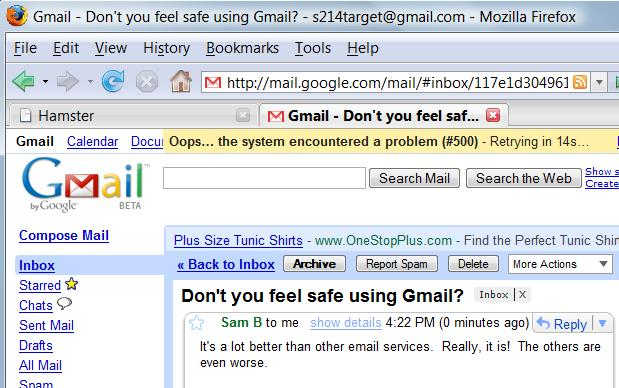 Gmail - Don't you feel safe using Gmail? - s214target@gmail.com - Mozilla Firefox
File Edit View History Bookmarks Tools Help
http://mail.google.com/mail/#inbox/117e1d304961
Hamster Gmail - Don't you feel saf...
Gmail Calendar Docu Oops... the system encountered a problem (#500) - Retrying in 14s...
Gmail
by Google BETA
Search Mail Search the Web Show s
Create
Compose Mail
Plus Size Tunic Shirts - www.OneStopPlus.com - Find the Perfect Tunic Shir
Inbox
« Back to Inbox Archive Report Spam Delete More Actions
Starred
Chats
Sent Mail
Drafts
All Mail
Spam
Don't you feel safe using Gmail? Inbox X
Sam B to me show details 4:22 PM (0 minutes ago) Reply
It's a lot better than other email services. Really, it is! The others are
even worse.